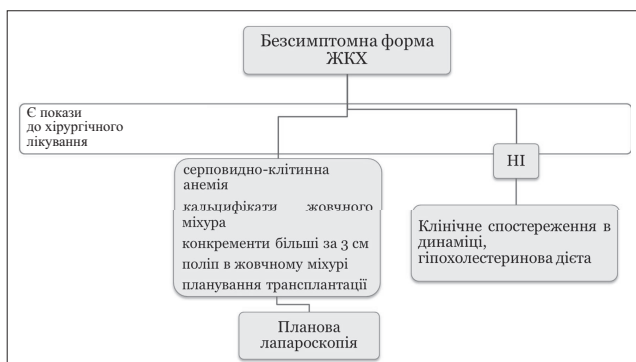 Безсимптомна форма
ЖКХ
Є покази
до хірургічного
лікування
НІ
серповидно-клітинна
анемія
кальцифікати жовчного
міхура
конкременти більші за 3 см
поліп в жовчному міхурі
планування трансплантації
Клінічне спостереження в
динаміці,
гіпохолестеринова дієта
Планова
лапароскопія